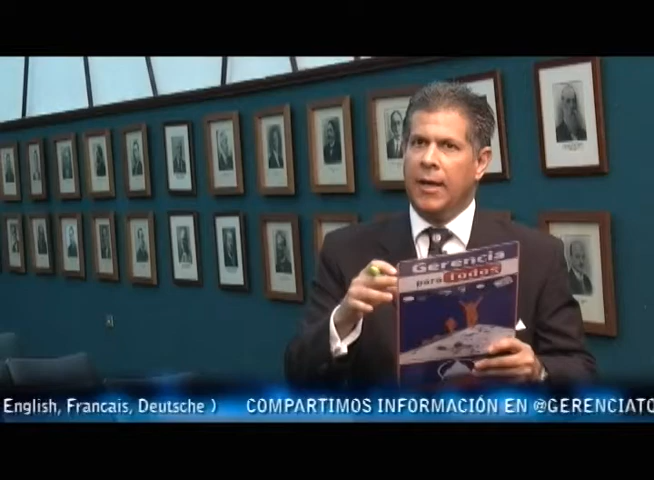 Gerencia
para Todos
English, Francais, Deutsche )  COMPARTIMOS INFORMACIÓN EN @GERENCIATO